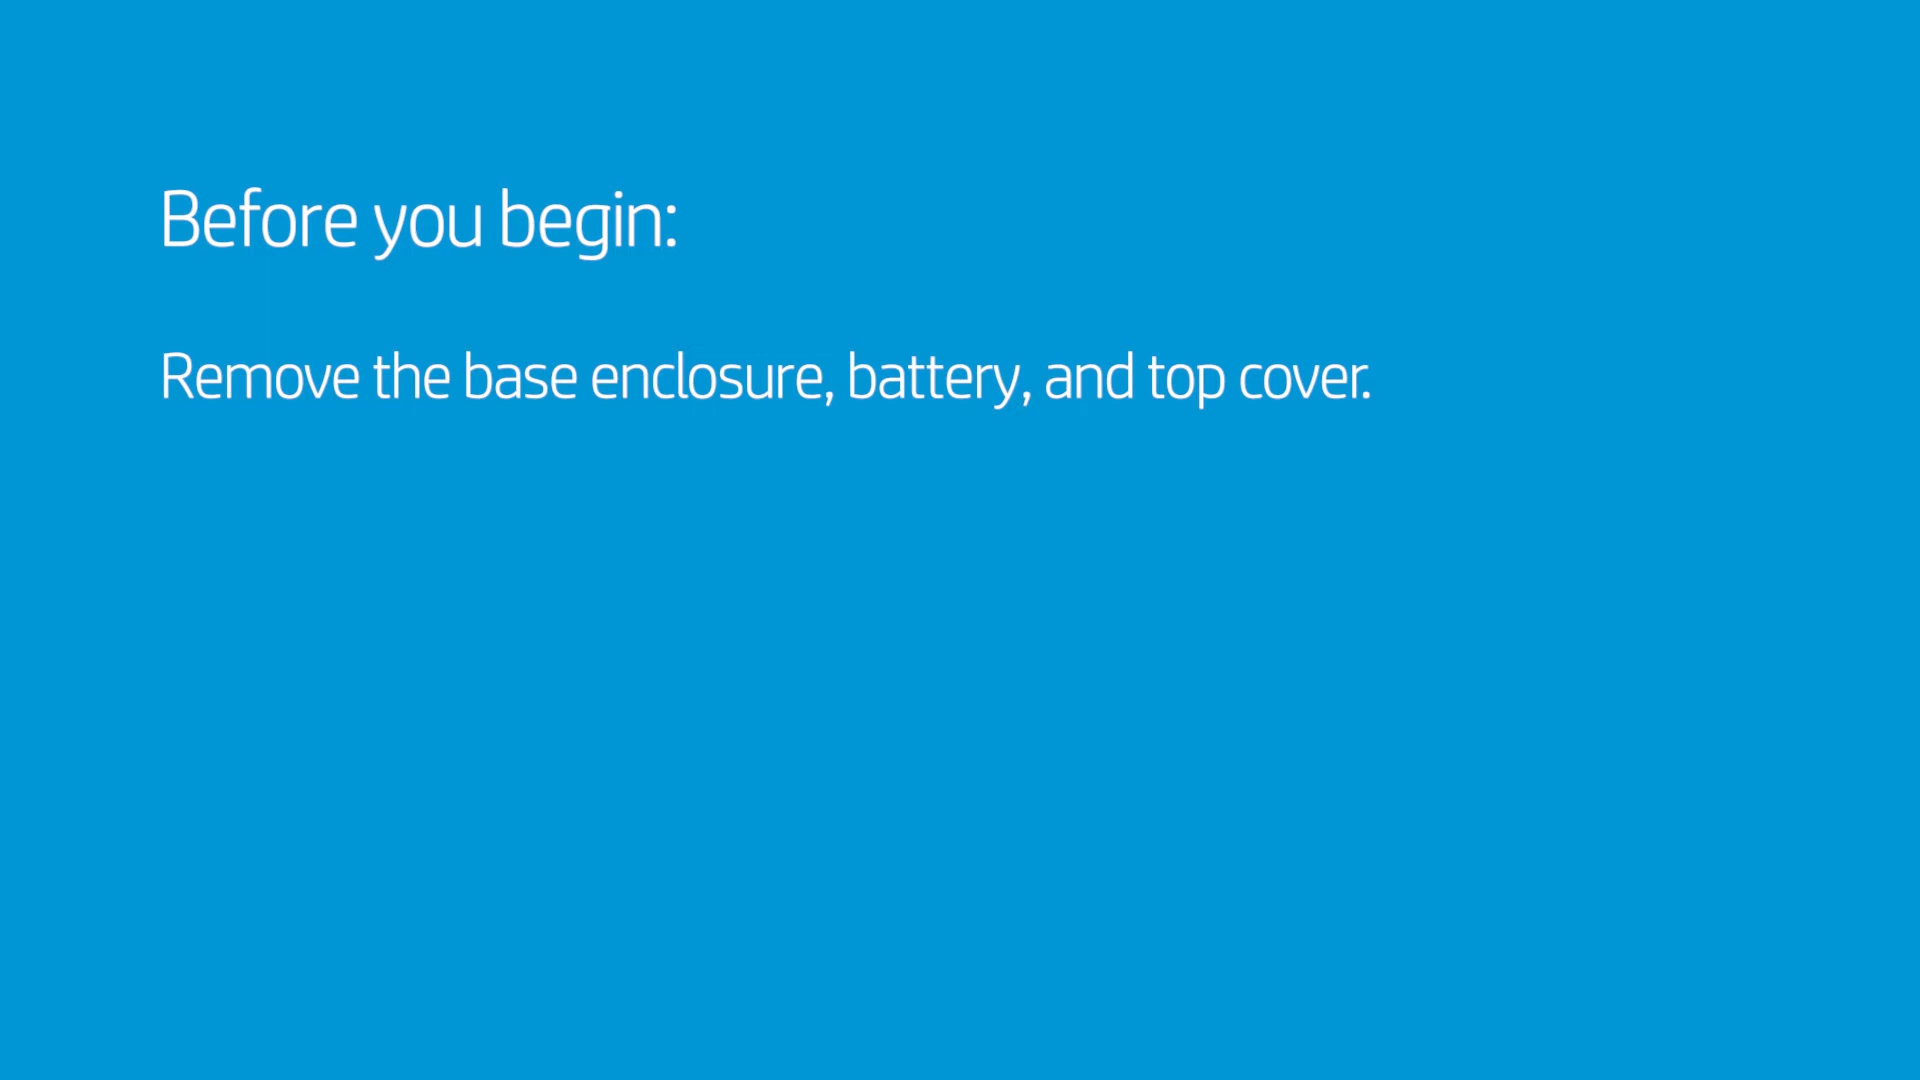 Before you begin:
Remove the base enclosure, battery, and top cover.